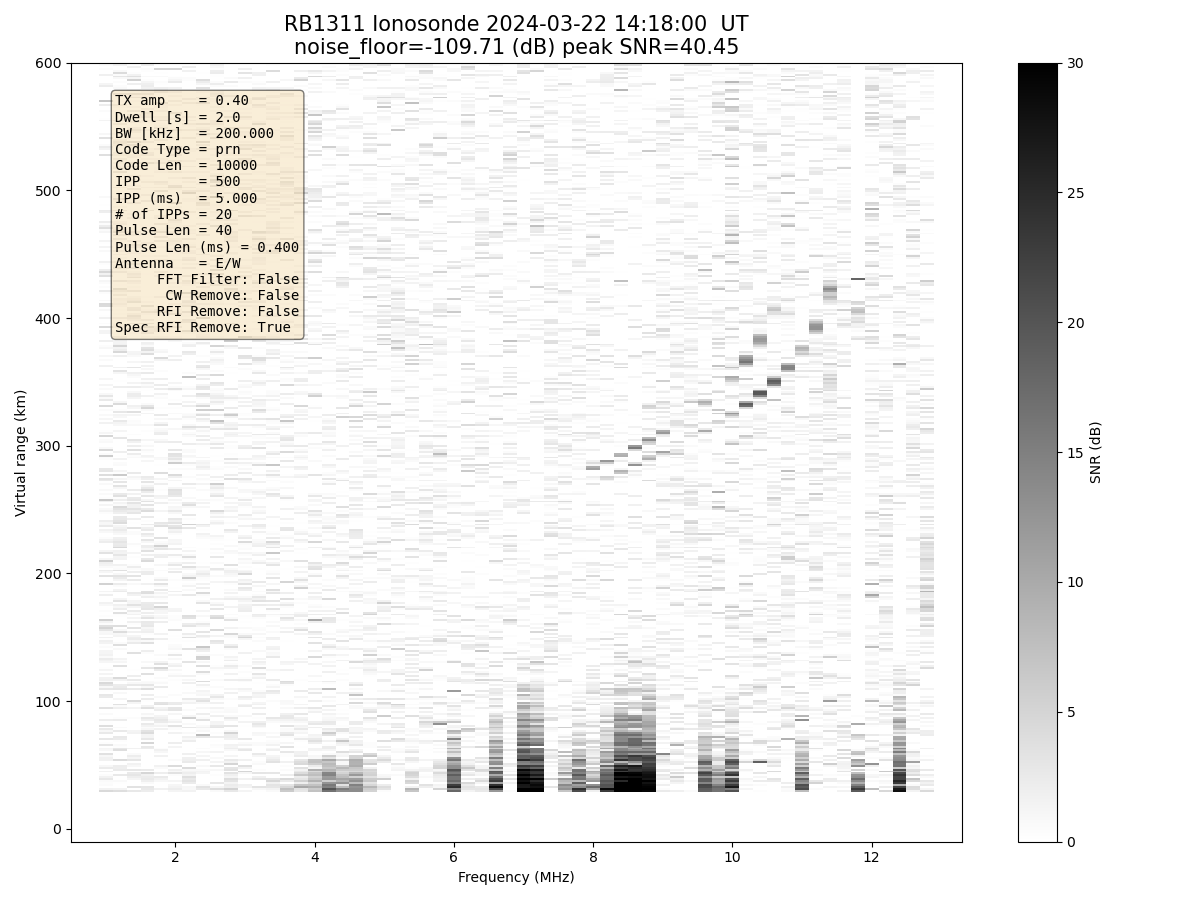 RB1311 Ionosonde 2024-03-22 14:18:00  UT
noise_floor=-109.71 (dB) peak SNR=40.45
TX amp    = 0.40
Dwell [s] = 2.0
BW [kHz]  = 200.000
Code Type = prn
Code Len  = 10000
IPP       = 500
IPP (ms)  = 5.000
# of IPPs = 20
Pulse Len = 40
Pulse Len (ms) = 0.400
Antenna   = E/W
FFT Filter: False
CW Remove: False
RFI Remove: False
Spec RFI Remove: True
600
500
400
300
200
100
0
Virtual range (km)
2 4 6 8 10 12
Frequency (MHz)
30
25
20
15
10
5
0
SNR (dB)